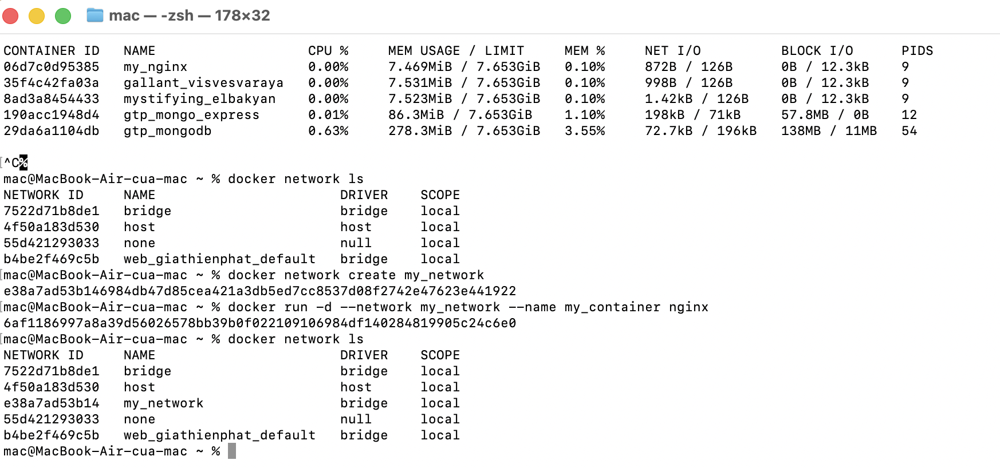 mac — -zsh — 178×32
CONTAINER ID   NAME                   CPU %     MEM USAGE / LIMIT     MEM %     NET I/O           BLOCK I/O         PIDS
06d7c0d95385   my_nginx               0.00%     7.469MiB / 7.653GiB   0.10%     872B / 126B       0B / 12.3kB       9
35f4c42fa03a   gallant_visvesvaraya   0.00%     7.531MiB / 7.653GiB   0.10%     998B / 126B       0B / 12.3kB       9
8ad3a8454433   mystifying_elbakyan    0.00%     7.523MiB / 7.653GiB   0.10%     1.42kB / 126B     0B / 12.3kB       9
190acc1948d4   gtp_mongo_express      0.01%     86.3MiB / 7.653GiB    1.10%     198kB / 71kB      57.8MB / 0B       12
29da6a1104db   gtp_mongodb            0.63%     278.3MiB / 7.653GiB   3.55%     72.7kB / 196kB    138MB / 11MB      54
^C%
mac@MacBook-Air-cua-mac ~ % docker network ls
NETWORK ID     NAME                       DRIVER    SCOPE
7522d71b8de1   bridge                     bridge    local
4f50a183d530   host                       host      local
55d421293033   none                       null      local
b4be2f469c5b   web_giathienphat_default   bridge    local
mac@MacBook-Air-cua-mac ~ % docker network create my_network
e38a7ad53b146984db47d85cea421a3db5ed7cc8537d08f2742e47623e441922
mac@MacBook-Air-cua-mac ~ % docker run -d --network my_network --name my_container nginx
6af1186997a8a39d56026578bb39b0f022109106984df140284819905c24c6e0
mac@MacBook-Air-cua-mac ~ % docker network ls
NETWORK ID     NAME                       DRIVER    SCOPE
7522d71b8de1   bridge                     bridge    local
4f50a183d530   host                       host      local
e38a7ad53b14   my_network                 bridge    local
55d421293033   none                       null      local
b4be2f469c5b   web_giathienphat_default   bridge    local
mac@MacBook-Air-cua-mac ~ %